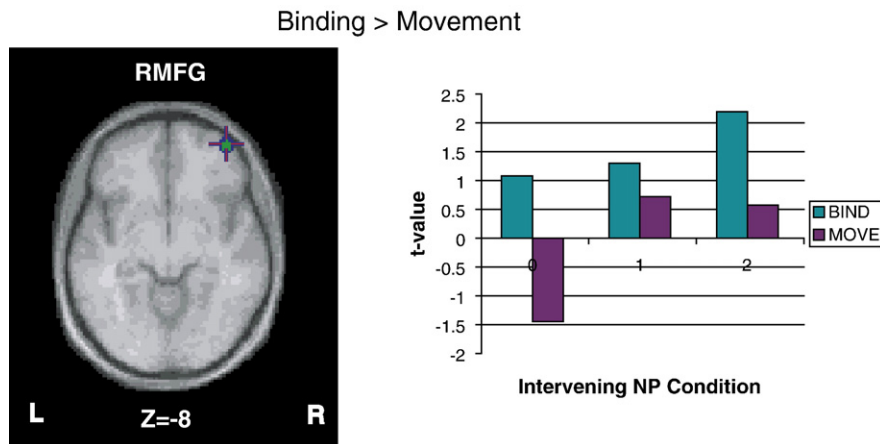 Binding > Movement
RMFG
L
Z=-8
R
2.5
2
1.5
1
0.5
0
-0.5
-1
-1.5
-2
t-value
0
1
2
Intervening NP Condition
BIND
MOVE